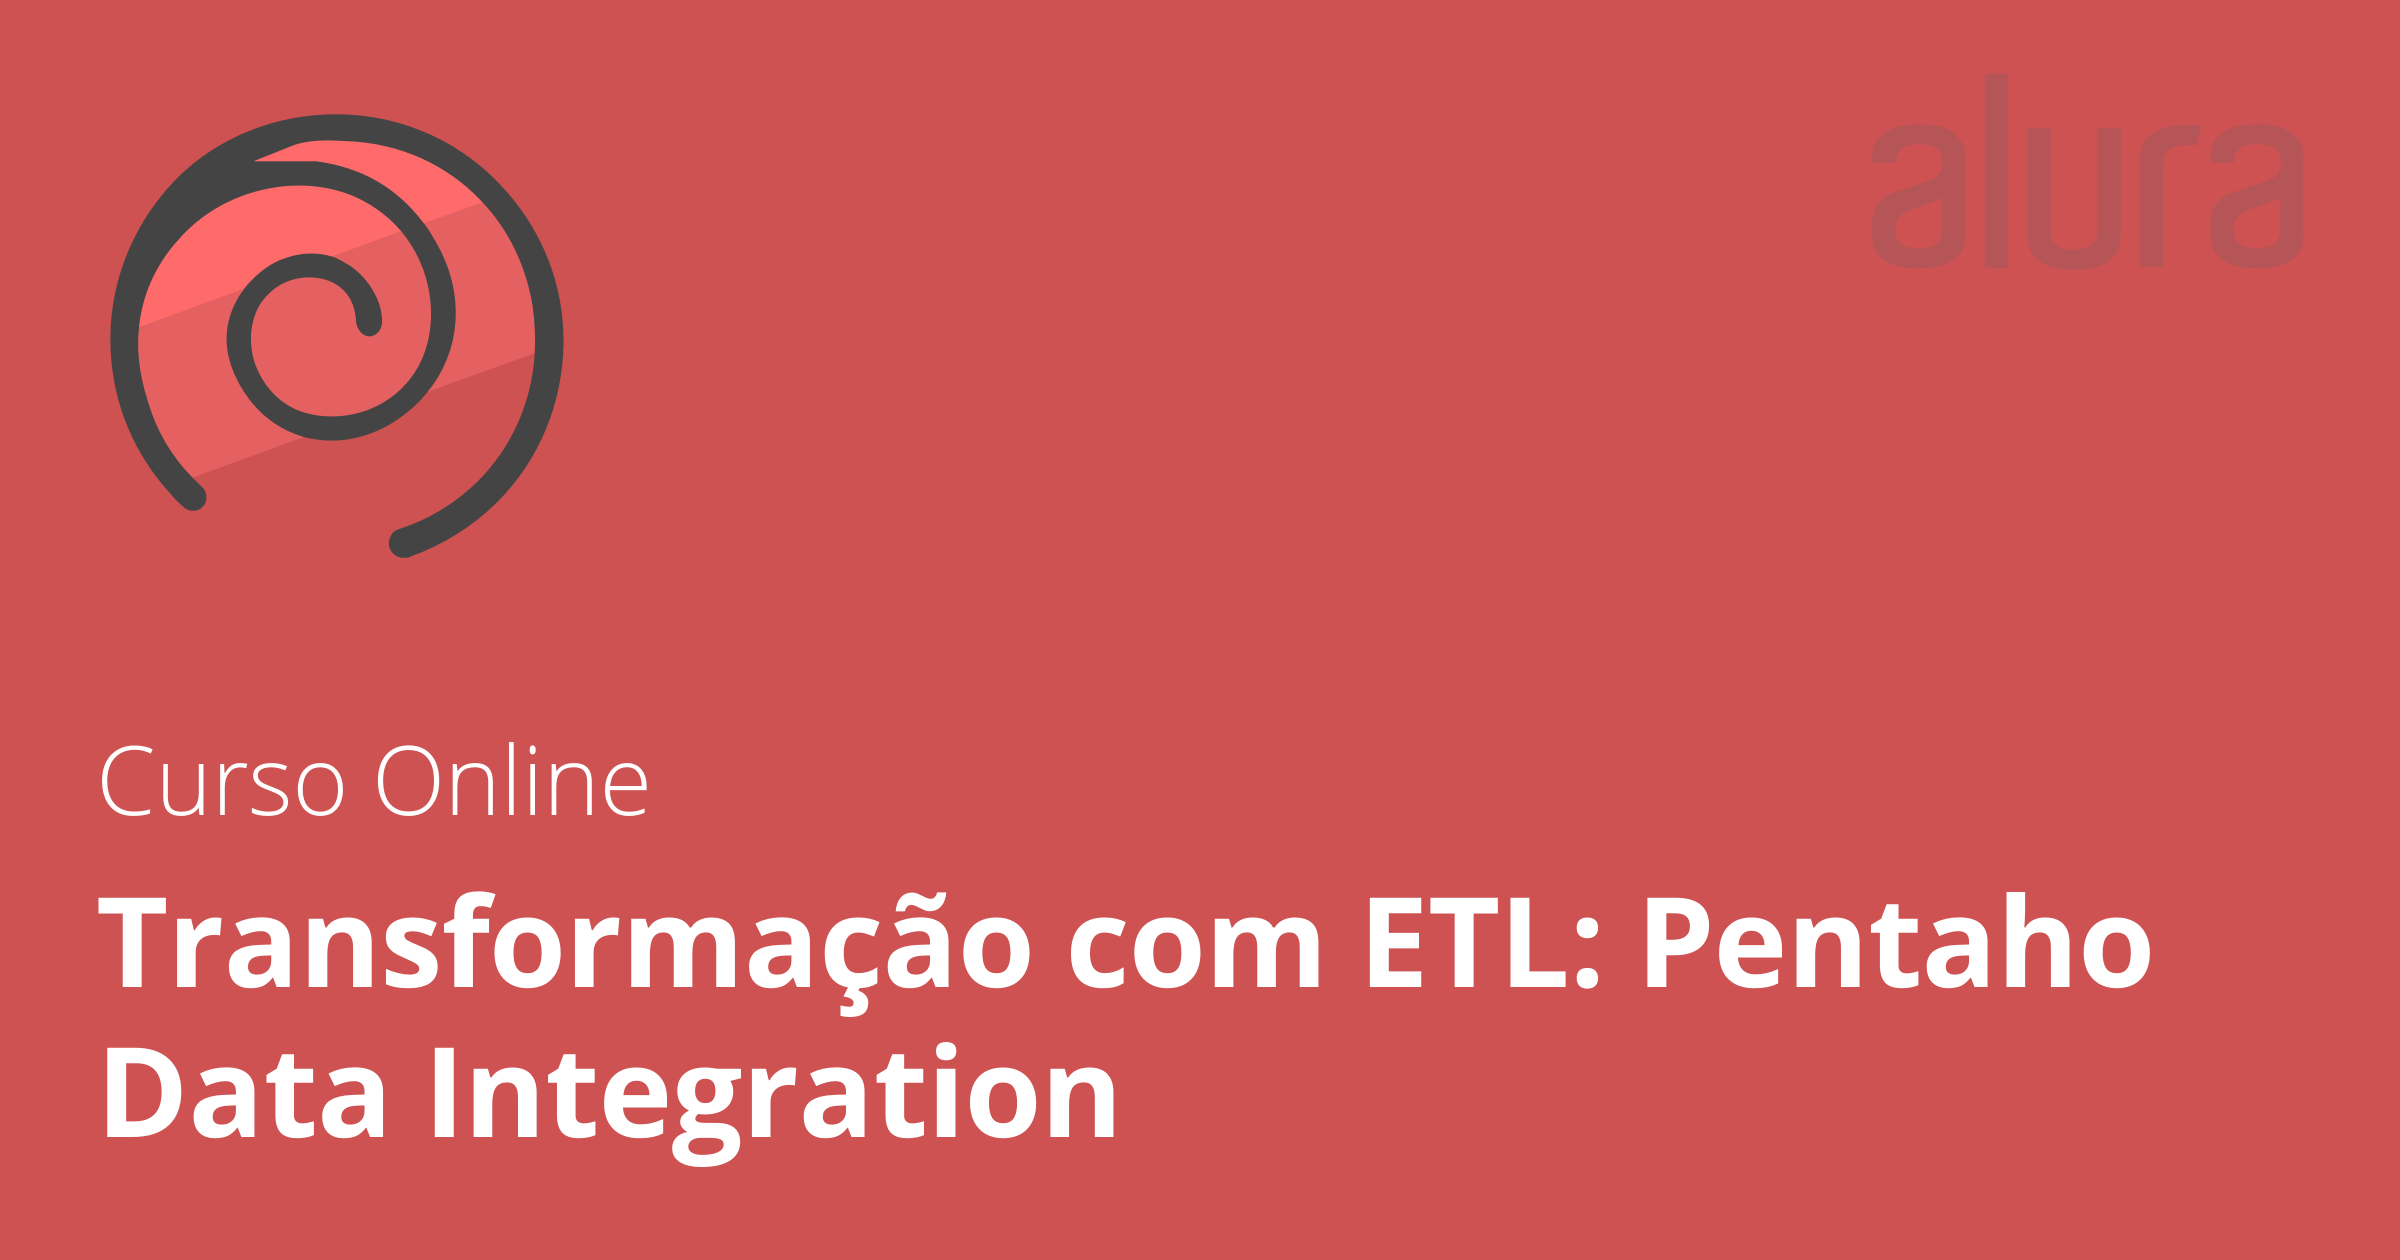 alura
Curso Online
Transformação com ETL: Pentaho
Data Integration